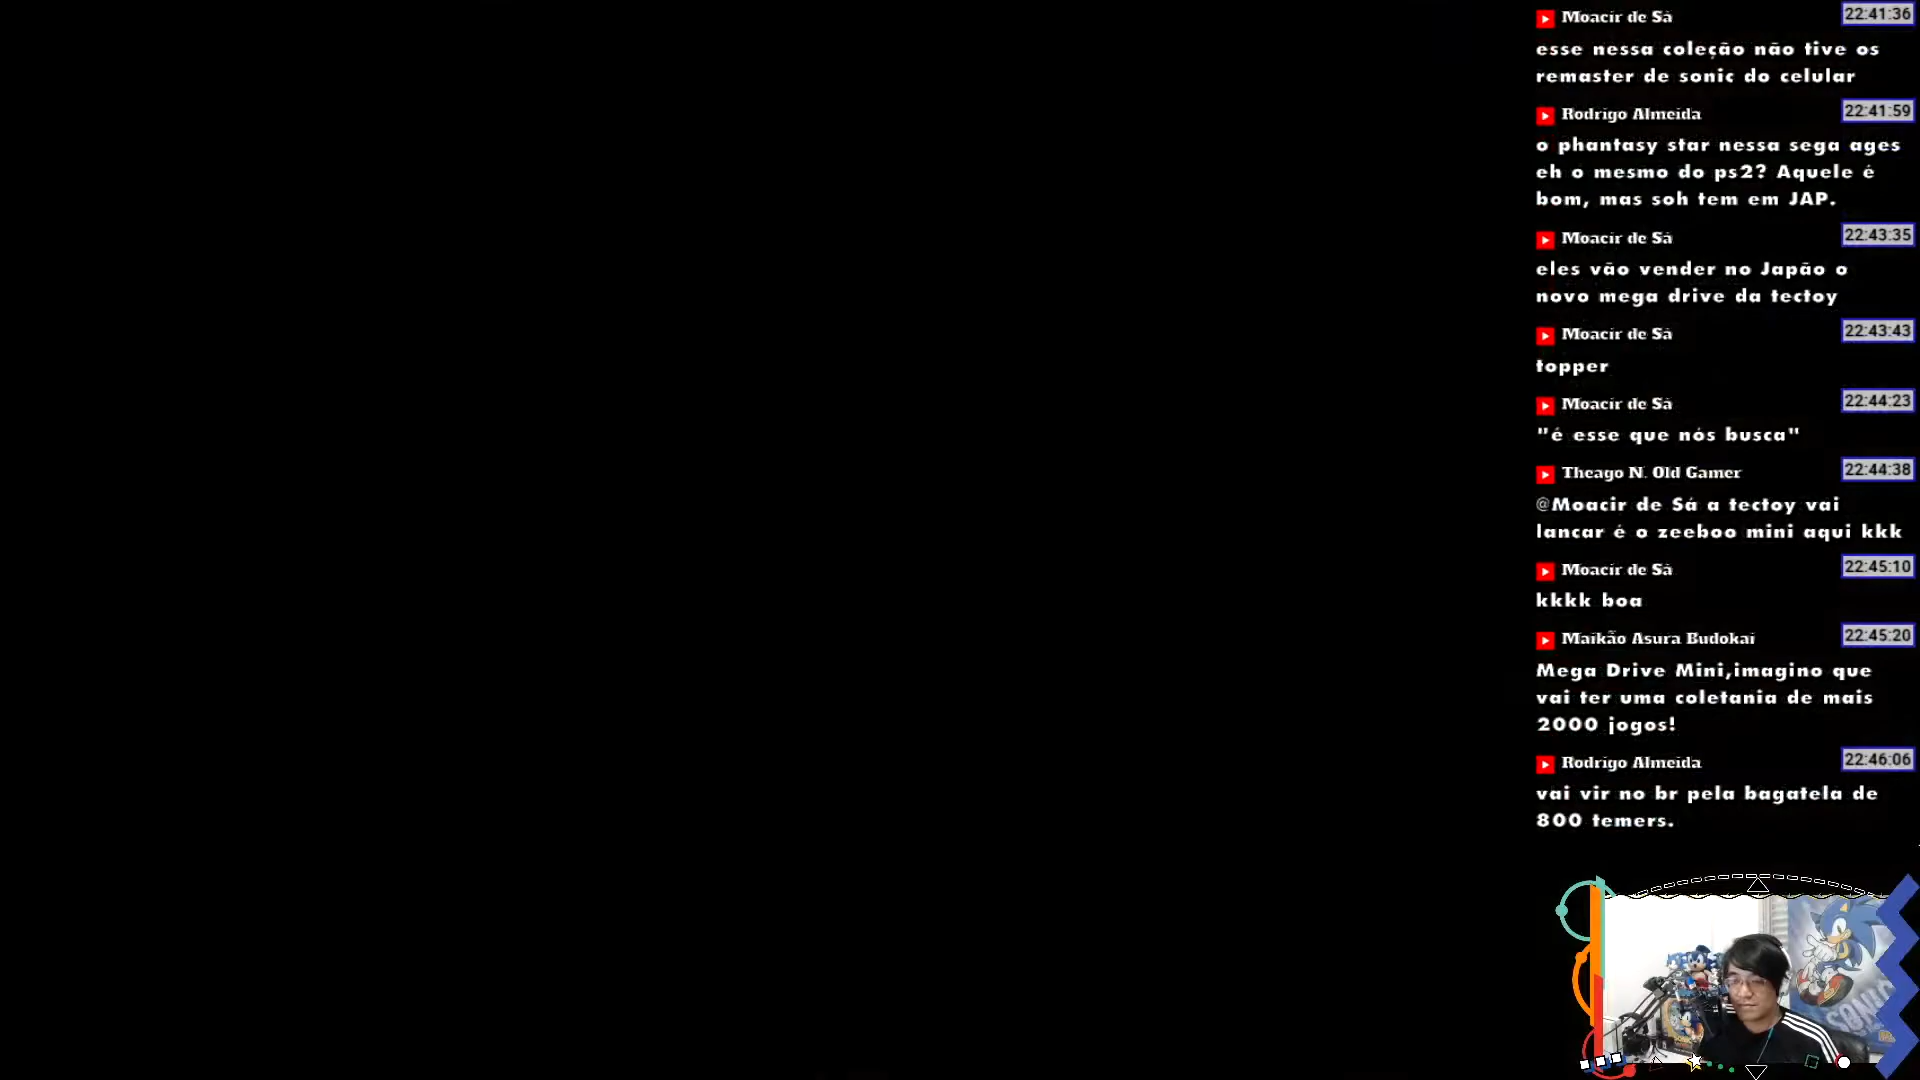 Moacir de Sá 22:41:36
esse nessa coleção não tive os
remaster de sonic do celular
Rodrigo Almeida 22:41:59
o phantasy star nessa sega ages
eh o mesmo do ps2? Aquele é
bom, mas soh tem em JAP.
Moacir de Sá 22:43:35
eles vão vender no Japão o
novo mega drive da tectoy
Moacir de Sá 22:43:43
topper
Moacir de Sá 22:44:23
"é esse que nós busca"
Theago N. Old Gamer 22:44:38
@Moacir de Sá a tectoy vai
lancar é o zeeboo mini aqui kkk
Moacir de Sá 22:45:10
kkkk boa
Maikão Asura Budokai 22:45:20
Mega Drive Mini,imagino que
vai ter uma coletania de mais
2000 jogos!
Rodrigo Almeida 22:46:06
vai vir no br pela bagatela de
800 temers.
SONIC